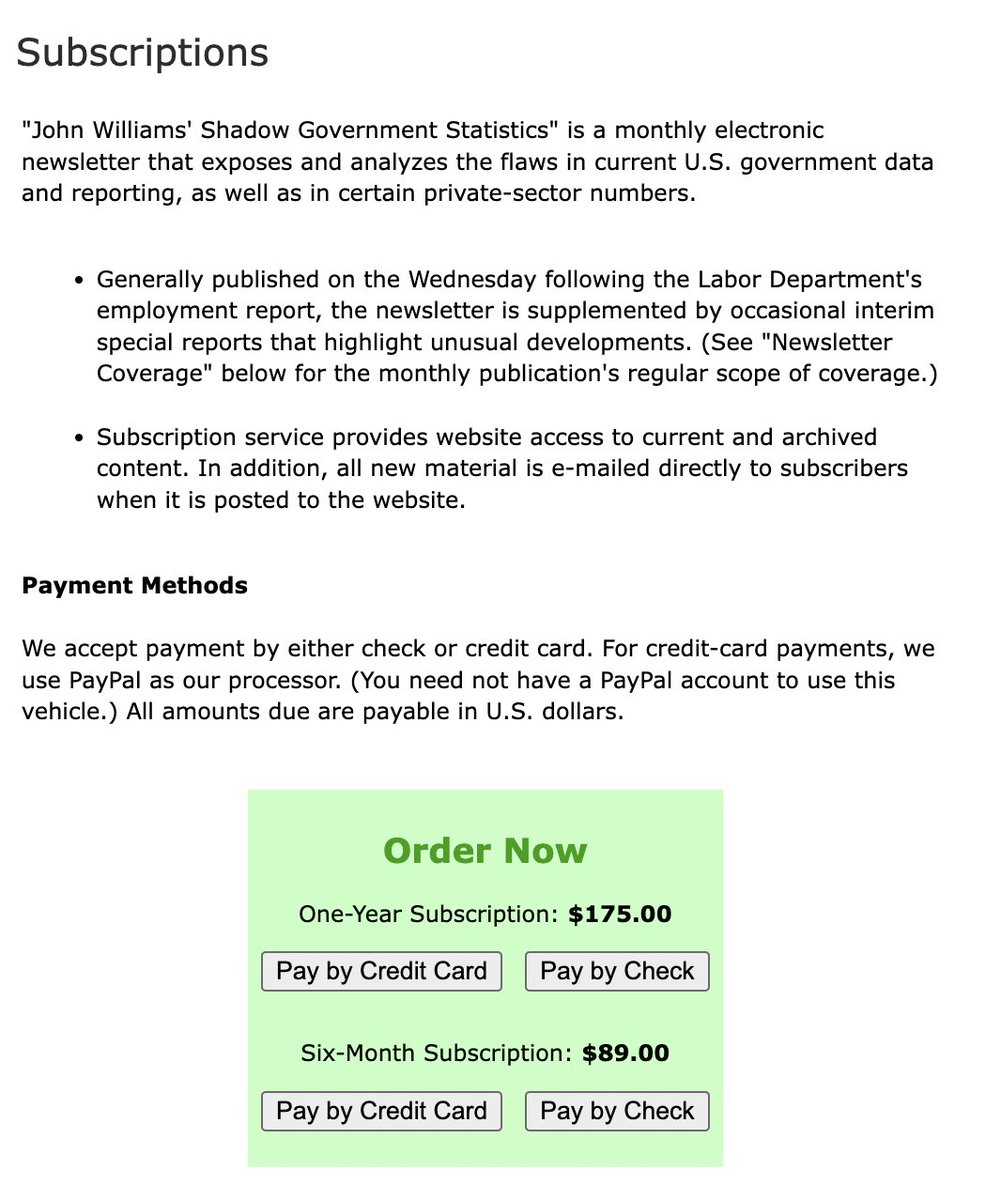 Subscriptions
"John Williams' Shadow Government Statistics" is a monthly electronic
newsletter that exposes and analyzes the flaws in current U.S. government data
and reporting, as well as in certain private-sector numbers.
• Generally published on the Wednesday following the Labor Department's
employment report, the newsletter is supplemented by occasional interim
special reports that highlight unusual developments. (See "Newsletter
Coverage" below for the monthly publication's regular scope of coverage.)
• Subscription service provides website access to current and archived
content. In addition, all new material is e-mailed directly to subscribers
when it is posted to the website.
Payment Methods
We accept payment by either check or credit card. For credit-card payments, we
use PayPal as our processor. (You need not have a PayPal account to use this
vehicle.) All amounts due are payable in U.S. dollars.
Order Now
One-Year Subscription: $175.00
Pay by Credit Card Pay by Check
Six-Month Subscription: $89.00
Pay by Credit Card Pay by Check